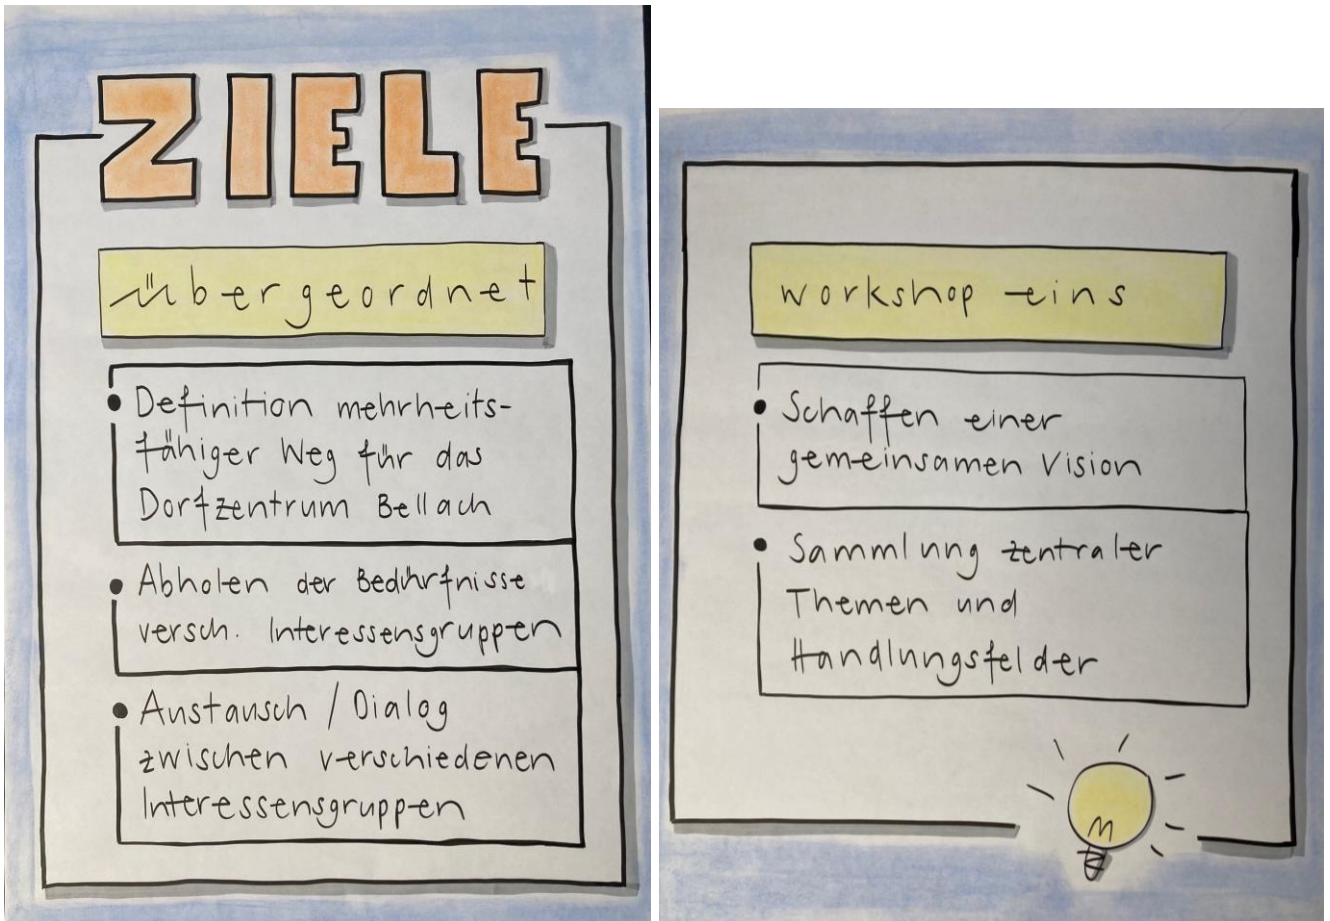 ZIELE
übergeordnet
• Definition mehrheits-
fähiger Weg für das
Dorfzentrum Bellach
• Abholen der Bedürfnisse
versch. Interessensgruppen
• Austausch / Dialog
zwischen verschiedenen
Interessensgruppen
workshop eins
• Schaffen einer
gemeinsamen Vision
• Sammlung zentraler
Themen und
Handlungsfelder